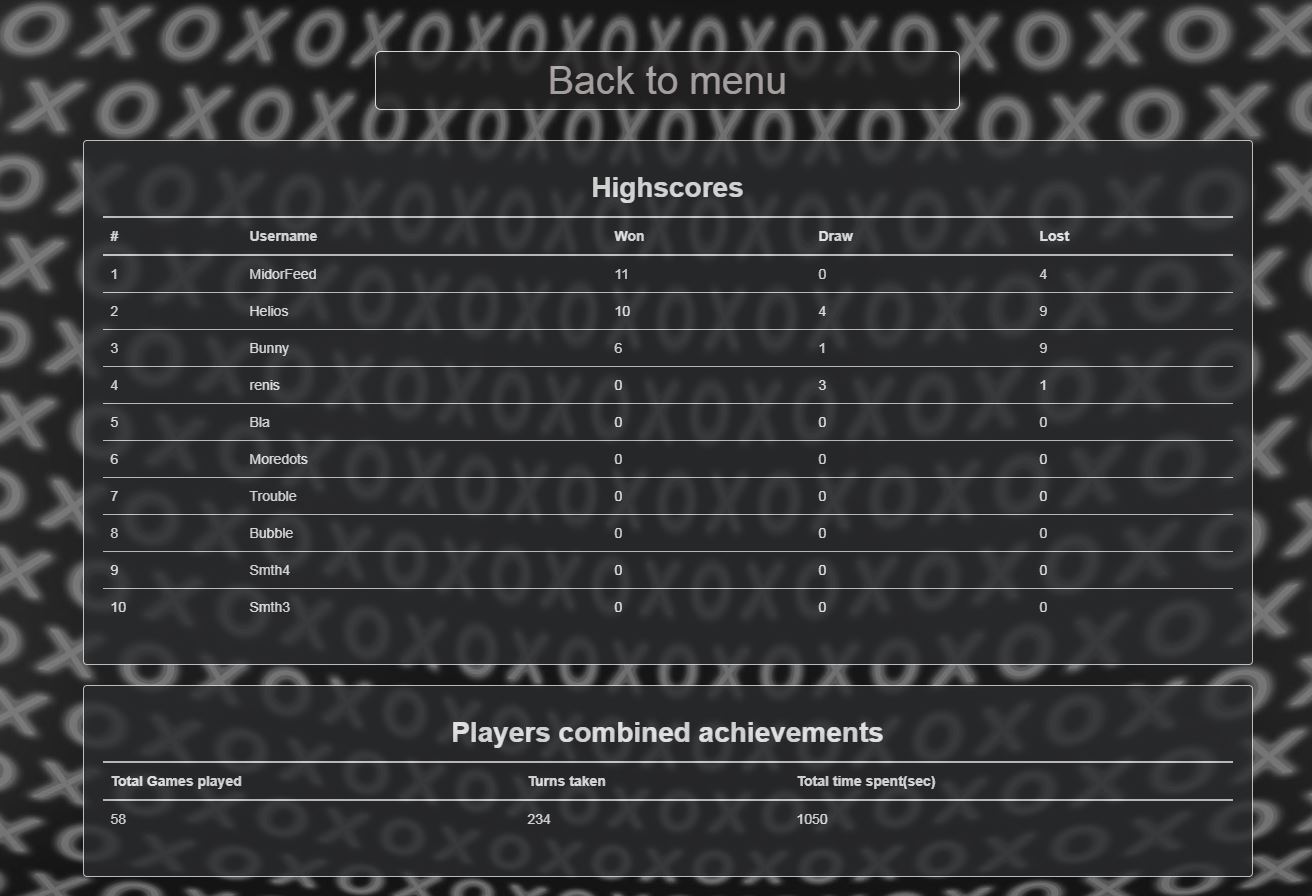 Back to menu
Highscores
# Username Won Draw Lost
1 MidorFeed 11 0 4
2 Helios 10 4 9
3 Bunny 6 1 9
4 renis 0 3 1
5 Bla 0 0 0
6 Moredots 0 0 0
7 Trouble 0 0 0
8 Bubble 0 0 0
9 Smth4 0 0 0
10 Smth3 0 0 0
Players combined achievements
Total Games played Turns taken Total time spent(sec)
58 234 1050